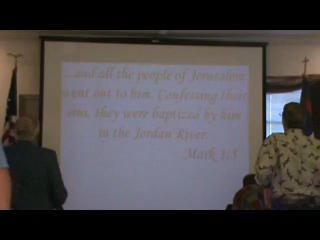 ...and all the people of Jerusalem
went out to him. Confessing their
sins, they were baptized by him
in the Jordan River.
Mark 1:5